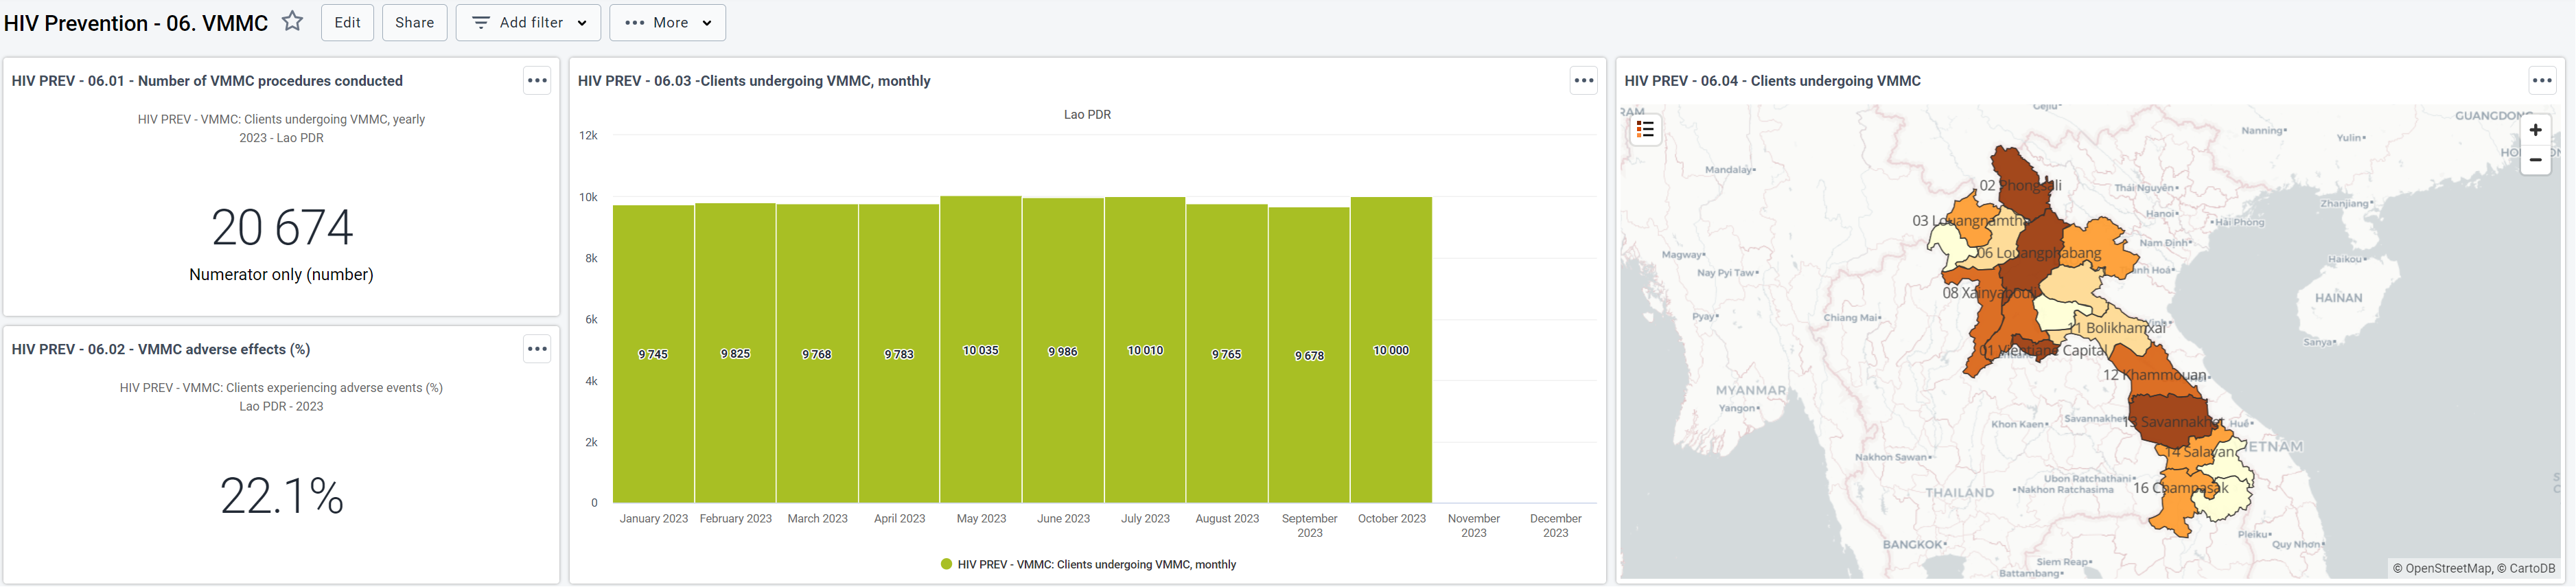 HIV Prevention - 06. VMMC
Edit
Share
Add filter
More
HIV PREV - 06.01 - Number of VMMC procedures conducted
HIV PREV - VMMC: Clients undergoing VMMC, yearly
2023 - Lao PDR
20 674
Numerator only (number)
HIV PREV - 06.02 - VMMC adverse effects (%)
HIV PREV - VMMC: Clients experiencing adverse events (%)
Lao PDR - 2023
22.1%
HIV PREV - 06.03 -Clients undergoing VMMC, monthly
Lao PDR
12k
10k
8k
6k
4k
2k
0
9 745
9 825
9 768
9 783
10 035
9 986
10 010
9 765
9 678
10 000
January 2023
February 2023
March 2023
April 2023
May 2023
June 2023
July 2023
August 2023
September
2023
October 2023
November
2023
December
2023
HIV PREV - VMMC: Clients undergoing VMMC, monthly
HIV PREV - 06.04 - Clients undergoing VMMC
GUANGDONG
Nanning
Yulin
Mandalay
02 Phongsali
Thái Nguyên
Zhanjiang
03 Louangnamtha
Hanoi
Hải Phòng
Nam Định
Magway
06 Louangphabang
Haikou
Nay Pyi Taw
08 Xainyabouli
HAINAN
Pyay
Chiang Mai
11 Bolikhamxai
Sanya
01 Vientiane Capital
12 Khammouan
MYANMAR
Yangon
Savannakhet
13 Savannakhet
Khon Kaen
Huế
14 Salavan
Nakhon Sawan
Ubon Ratchathani
16 Champasak
THAILAND
Nakhon Ratchasima
Pleiku
Quy Nhơn
BANGKOK
Siem Reap
Battambang
© OpenStreetMap, © CartoDB